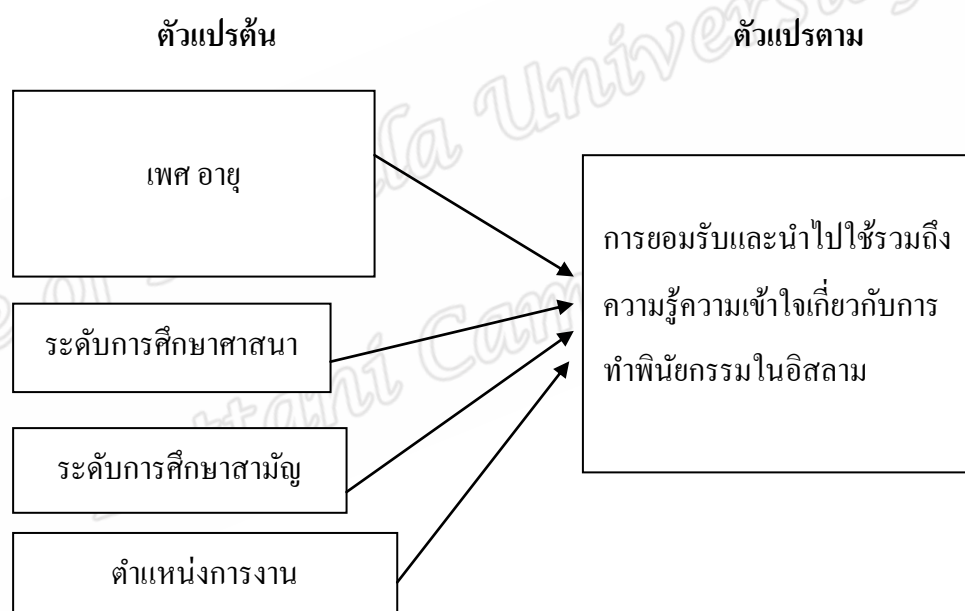 ตัวแปรต้น
ตัวแปรตาม
เพศ อายุ
ระดับการศึกษาศาสนา
ระดับการศึกษาสามัญ
ตำแหน่งการงาน
การยอมรับและนำไปใช้รวมถึง
ความรู้ความเข้าใจเกี่ยวกับการ
ทำพินัยกรรมในอิสลาม